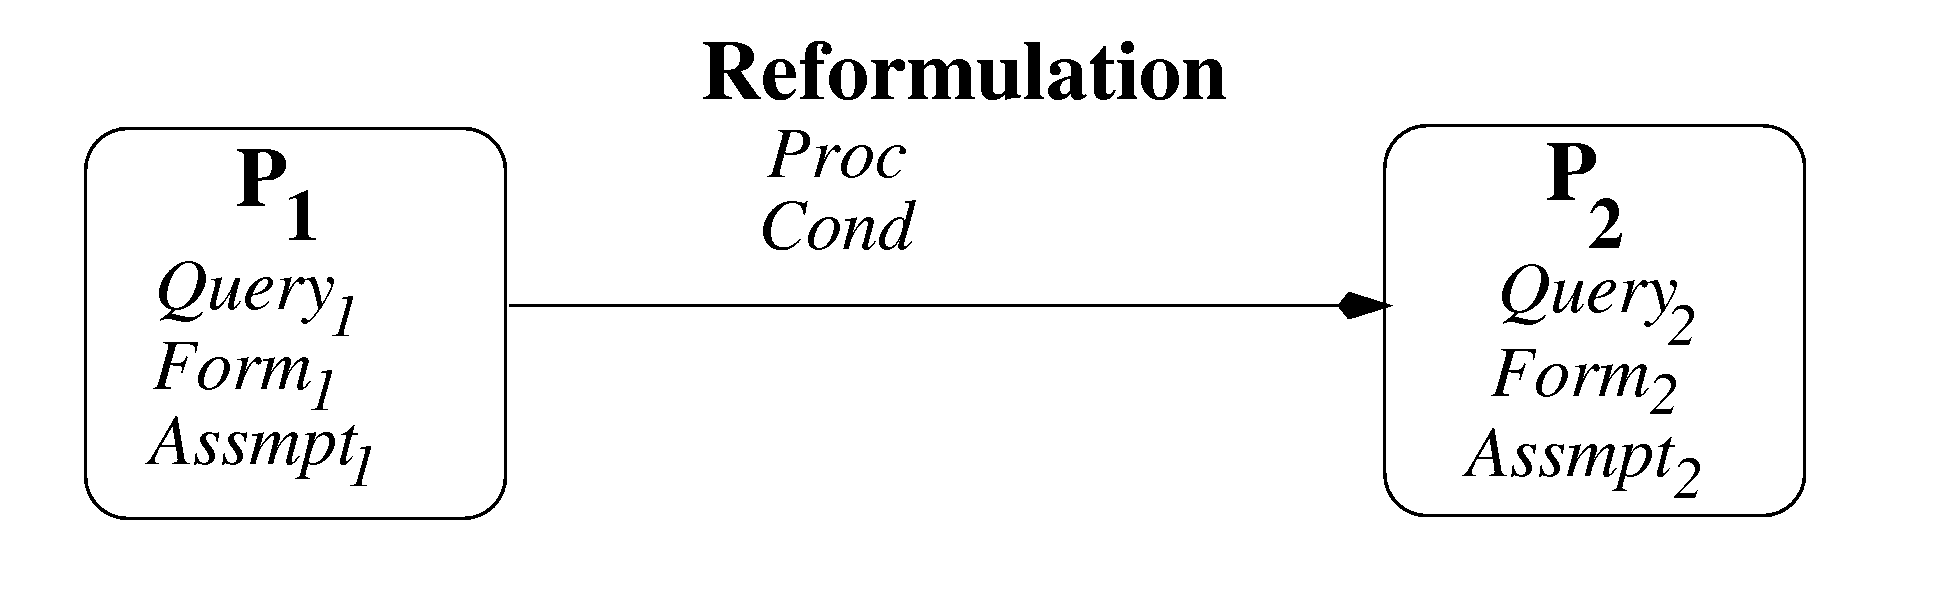 Reformulation
Proc
Cond
P₁
Query₁
Form₁
Assmpt₁
P₂
Query₂
Form₂
Assmpt₂